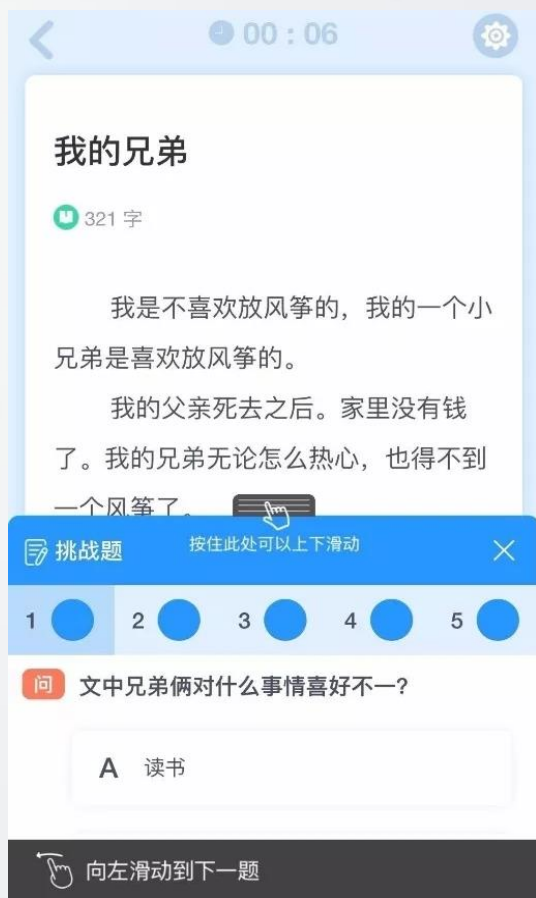 00 : 06
我的兄弟
321 字
我是不喜欢放风筝的，我的一个小
兄弟是喜欢放风筝的。
我的父亲死去之后。家里没有钱
了。我的兄弟无论怎么热心，也得不到
一个风筝了。
挑战题 按住此处可以上下滑动
1 2 3 4 5
问 文中兄弟俩对什么事情喜好不一?
A 读书
向左滑动到下一题